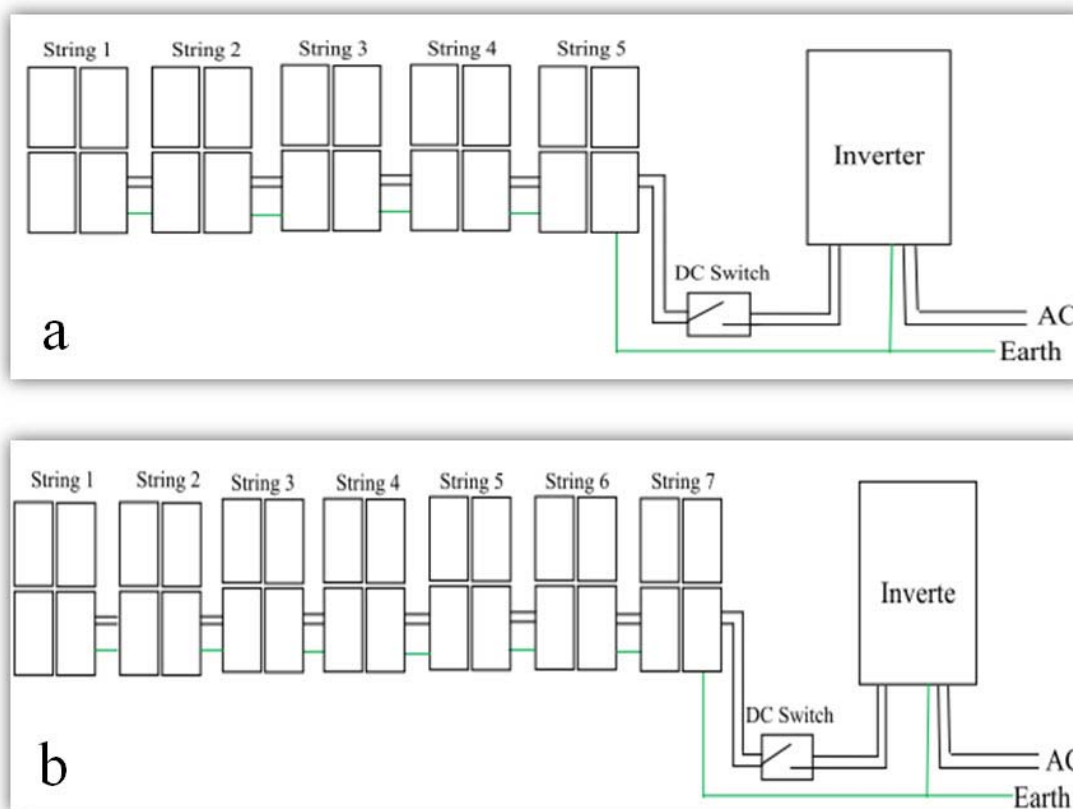 String 1 String 2 String 3 String 4 String 5
Inverter
DC Switch
a
AC
Earth
String 1 String 2 String 3 String 4 String 5 String 6 String 7
Inverte
DC Switch
b
AC
Earth